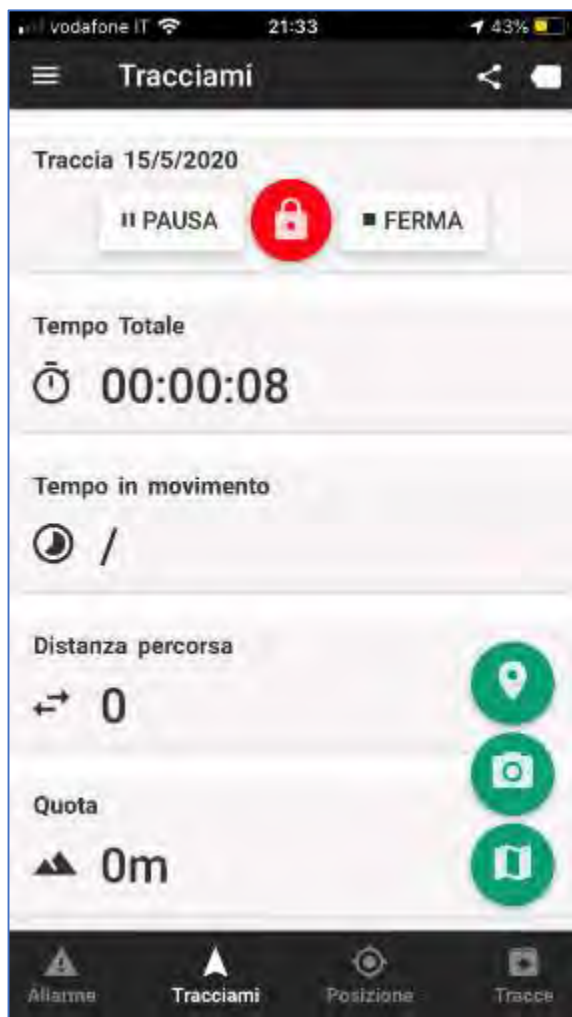 vodafone IT 21:33 43%
Tracciami
Traccia 15/5/2020
PAUSA FERMA
Tempo Totale
00:00:08
Tempo in movimento
/
Distanza percorsa
0
Quota
0m
Allarme Tracciami Posizione Tracce